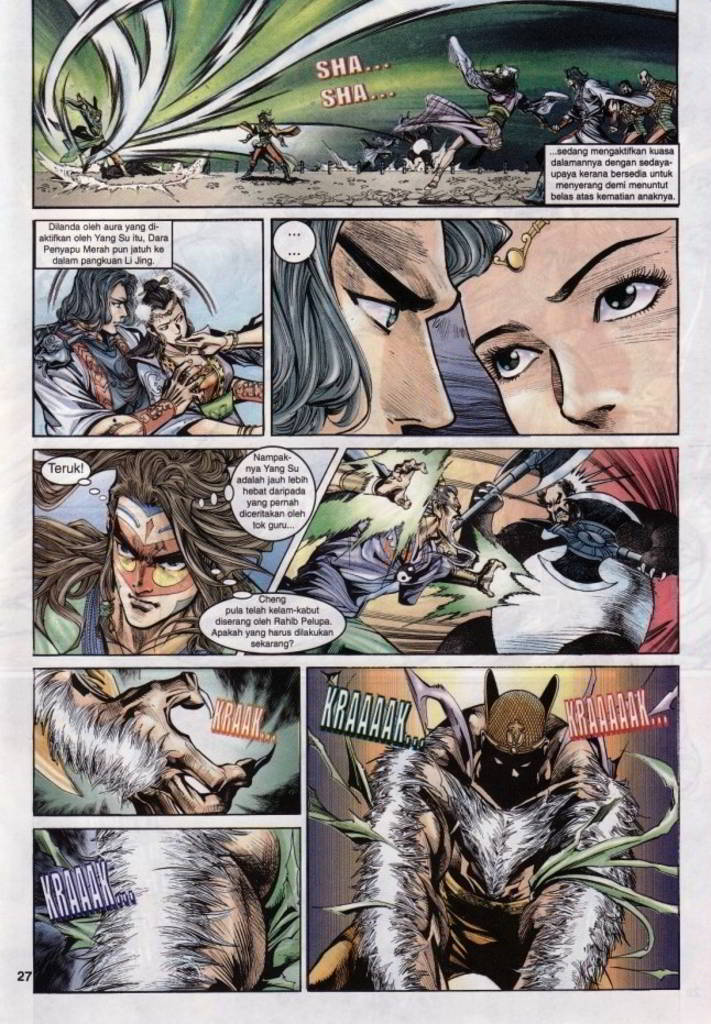 SHA...
SHA...
...sedang mengaktifkan kuasa
dalamannya dengan sedaya-
upaya kerana bersedia untuk
menyerang demi menuntut
belas atas kematian anaknya.
Dilanda oleh aura yang di-
aktifkan oleh Yang Su itu, Dara
Penyapu Merah pun jatuh ke
dalam pangkuan Li Jing.
...
...
Teruk!
Nampak-
nya Yang Su
adalah jauh lebih
hebat daripada
yang pernah
diceritakan oleh
tok guru...
Cheng
pula telah kelam-kabut
diserang oleh Rahib Pelupa.
Apakah yang harus dilakukan
sekarang?
KRAAK...
KRAAAAK...
KRAAAAAK...
KRAAAK...
27